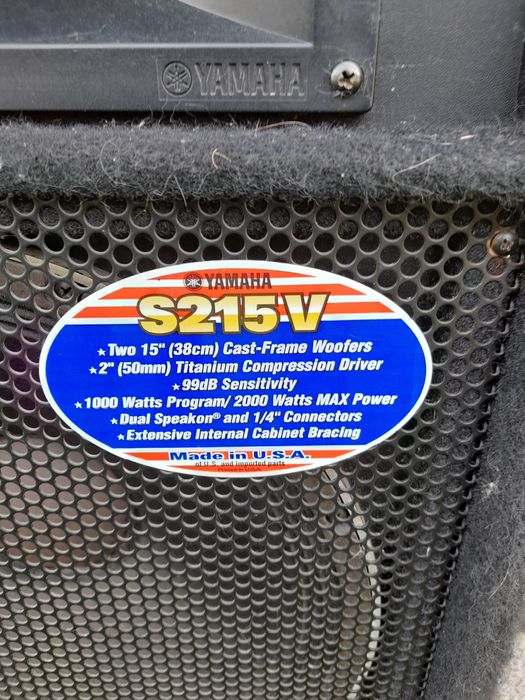 YAMAHA
YAMAHA
S215V
★Two 15" (38cm) Cast-Frame Woofers
★2" (50mm) Titanium Compression Driver
★99dB Sensitivity
★1000 Watts Program/ 2000 Watts MAX Power
★Dual Speakon® and 1/4" Connectors
★Extensive Internal Cabinet Bracing
Made in U.S.A.
of U.S. and imported parts
Printed in U.S.A.